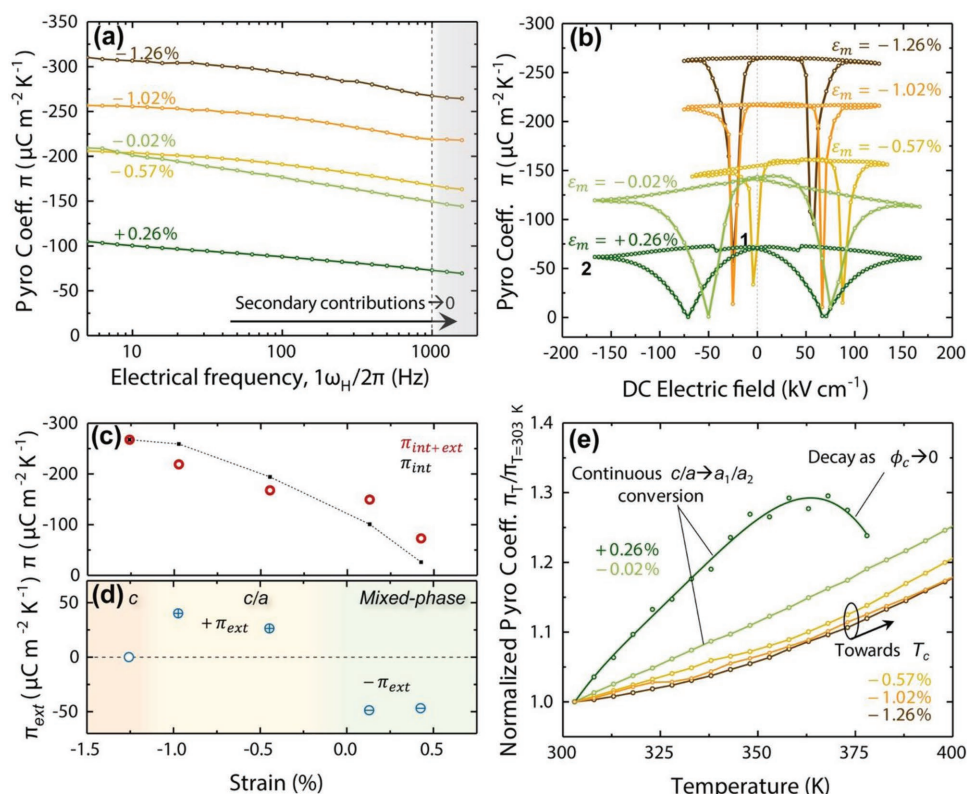 (a)
-350
-300
-250
-200
-150
-100
-50
0
Pyro Coeff. π (μC m⁻² K⁻¹)
−1.26%
−1.02%
−0.02%
−0.57%
+0.26%
Secondary contributions →0
10
100
1000
Electrical frequency, 1ω_H/2π (Hz)
(b)
-300
-250
-200
-150
-100
-50
0
Pyro Coeff. π (μC m⁻² K⁻¹)
ε_m = −1.26%
ε_m = −1.02%
ε_m = −0.57%
ε_m = −0.02%
ε_m = +0.26%
1
2
-200
-150
-100
-50
0
50
100
150
200
DC Electric field (kV cm⁻¹)
(c)
-300
-200
-100
0
π (μC m⁻² K⁻¹)
π_int+ext
π_int
(d)
50
0
-50
π_ext (μC m⁻² K⁻¹)
c
c/a
Mixed-phase
+π_ext
−π_ext
-1.5
-1.0
-0.5
0.0
0.5
Strain (%)
(e)
1.4
1.3
1.2
1.1
1.0
Normalized Pyro Coeff. π_T/π_T=303 K
Continuous c/a→a₁/a₂
conversion
Decay as ϕ_c→0
+0.26%
−0.02%
Towards T_c
−0.57%
−1.02%
−1.26%
300
325
350
375
400
Temperature (K)